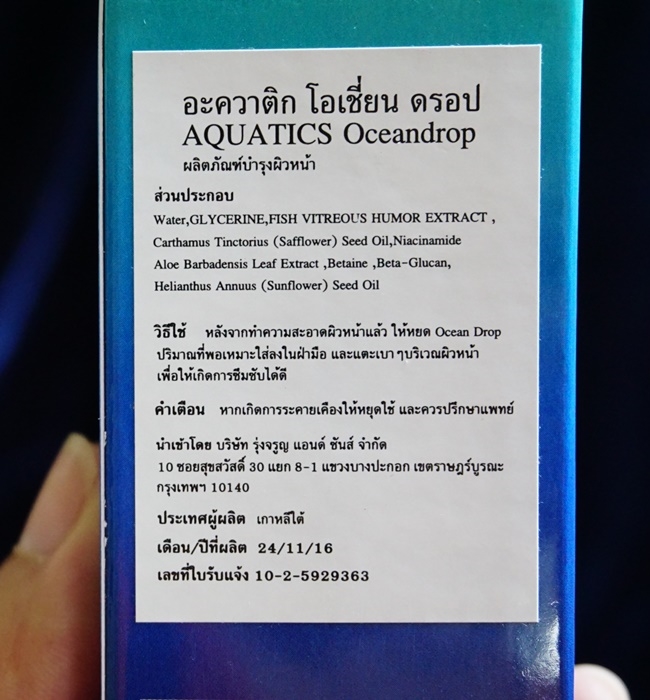 อะควาติก โอเชี่ยน ดรอป
AQUATICS Oceandrop
ผลิตภัณฑ์บำรุงผิวหน้า
ส่วนประกอบ
Water,GLYCERINE,FISH VITREOUS HUMOR EXTRACT ,
Carthamus Tinctorius (Safflower) Seed Oil,Niacinamide
Aloe Barbadensis Leaf Extract ,Betaine ,Beta-Glucan,
Helianthus Annuus (Sunflower) Seed Oil
วิธีใช้ หลังจากทำความสะอาดผิวหน้าแล้ว ให้หยด Ocean Drop
ปริมาณที่พอเหมาะใส่ลงในฝ่ามือ และแตะเบา ๆบริเวณผิวหน้า
เพื่อให้เกิดการซึมซับได้ดี
คำเตือน หากเกิดการระคายเคืองให้หยุดใช้ และควรปรึกษาแพทย์
นำเข้าโดย บริษัท รุ่งจรูญ แอนด์ ซันส์ จำกัด
10 ซอยสุขสวัสดิ์ 30 แยก 8-1 แขวงบางปะกอก เขตราษฎร์บูรณะ
กรุงเทพฯ 10140
ประเทศผู้ผลิต เกาหลีใต้
เดือน/ปีที่ผลิต 24/11/16
เลขที่ใบรับแจ้ง 10-2-5929363